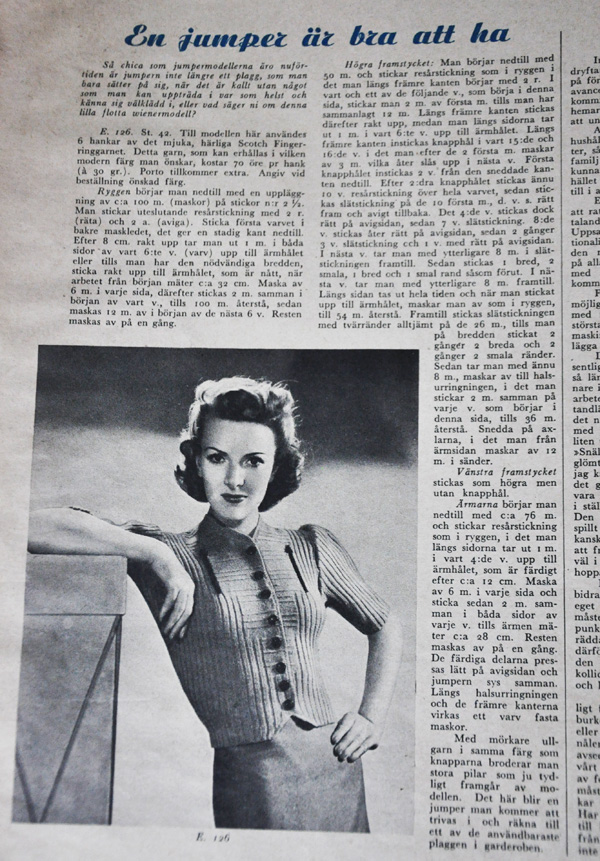 En jumper är bra att ha
Så chica som jumpermodellerna äro nuför-
tiden är jumpern inte längre ett plagg, som man
bara sätter på sig, när det är kallt utan något
som man kan uppträda i var som helst och
känna sig välklädd i, eller vad säger ni om denna
lilla flotta wienermodell?
E. 126. St. 42. Till modellen här användes
6 hankar av det mjuka, härliga Scotch Finger-
ringgarnet. Detta garn, som kan erhållas i vilken
modern färg man önskar, kostar 70 öre pr hank
(à 30 gr.). Porto tillkommer extra. Angiv vid
beställning önskad färg.
Ryggen börjar man nedtill med en upplägg-
ning av c:a 100 m. (maskor) på stickor n:r 2 ½.
Man stickar uteslutande resårstickning med 2 r.
(räta) och 2 a. (aviga). Sticka första varvet i
bakre maskledet, det ger en stadig kant nedtill.
Efter 8 cm. rakt upp tar man ut 1 m. i båda
sidor av vart 6:te v. (varv) upp till ärmhålet
eller tills man har den nödvändiga bredden,
sticka rakt upp till ärmhålet, som är nått, när
arbetet från början mäter c:a 32 cm. Maska av
6 m. i varje sida, därefter stickas 2 m. samman i
början av vart v., tills 100 m. återstå, sedan
maskas 12 m. av i början av de nästa 6 v. Resten
maskas av på en gång.
Högra framstycket: Man börjar nedtill med
50 m. och stickar resårstickning som i ryggen i
det man längs främre kanten börjar med 2 r. I
vart och ett av de följande v., som börja i denna
sida, stickar man 2 m. av första m. tills man har
sammanlagt 12 m. Längs främre kanten stickas
därefter rakt upp, medan man längs sidorna tar
ut 1 m. i vart 6:te v. upp till ärmhålet. Längs
främre kanten instickas knapphål i vart 15:de och
16:de v. i det man efter de 2 första m. maskar
av 3 m. vilka åter slås upp i nästa v. Första
knapphålet instickas 2 v. från den sneddade kan-
ten nedtill. Efter 2:dra knapphålet stickas ännu
10 v. resårstickning över hela varvet, sedan stic-
kas slätstickning på de 10 första m., d. v. s. rätt
fram och avigt tillbaka. Det 4:de v. stickas dock
rätt på avigsidan, sedan 7 v. slätstickning. 8:de
v. stickas åter rätt på avigsidan, sedan 2 gånger
3 v. slätstickning och 1 v. med rätt på avigsidan.
I nästa v. tar man med ytterligare 8 m. i slät-
stickningen framtill. Sedan stickas 1 bred, 2
smala, 1 bred och 1 smal rand såsom förut. I nä-
sta v. tar man med ytterligare 8 m. framtill.
Längs sidan tas ut hela tiden och när man stickat
upp till ärmhålet, maskar man av som i ryggen,
till 54 m. återstå. Framtill stickas slätstickningen
med tvärränder alltjämt på de 26 m., tills man
på bredden stickat 2
gånger 2 breda och 2
gånger 2 smala ränder.
Sedan tar man med ännu
8 m., maskar av till hals-
urringningen, i det man
stickar 2 m. samman på
varje v. som börjar i
denna sida, tills 36 m.
återstå. Snedda på ax-
larna, i det man från
ärmsidan maskar av 12
m. i sänder.
Vänstra framstycket
stickas som högra men
utan knapphål.
Ärmarna börjar man
nedtill med c:a 76 m.
och stickar resårstickning
som i ryggen, i det man
längs sidorna tar ut 1 m.
i vart 4:de v. upp till
ärmhålet, som är färdigt
efter c:a 12 cm. Maska
av 6 m. i varje sida och
sticka sedan 2 m. sam-
man i båda sidor av
varje v. tills ärmen mä-
ter c:a 28 cm. Resten
maskas av på en gång.
De färdiga delarna pres-
sas lätt på avigsidan och
jumpern sys samman.
Längs halsurringningen
och de främre kanterna
virkas ett varv fasta
maskor.
Med mörkare ull-
garn i samma färg som
knapparna broderar man
stora pilar som ju tyd-
ligt framgår av mo-
dellen. Det här blir en
jumper man kommer att
trivas i och räkna till
ett av de användbaraste
plaggen i garderoben.
E. 126